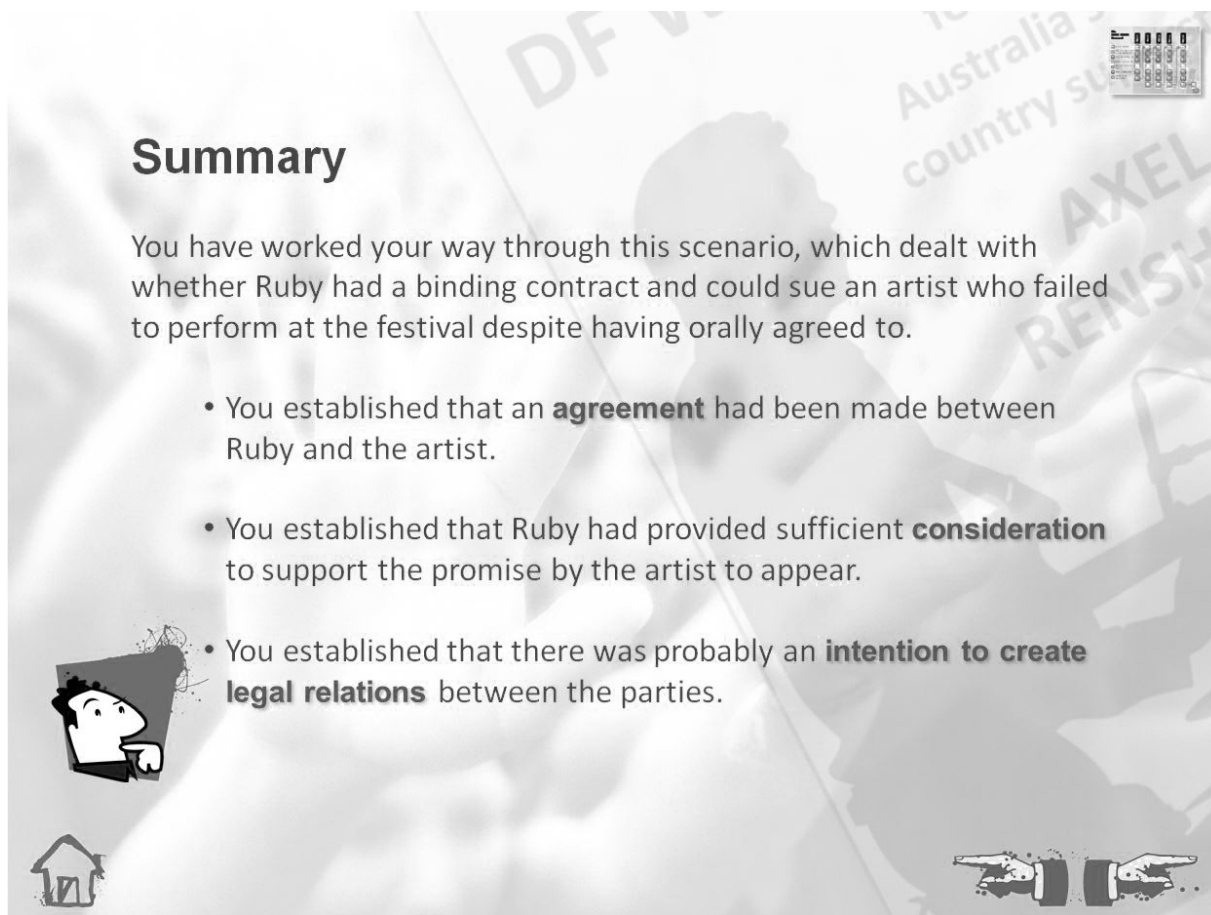 DF
Australia
country
AXEL
Summary
You have worked your way through this scenario, which dealt with
whether Ruby had a binding contract and could sue an artist who failed
to perform at the festival despite having orally agreed to.
• You established that an agreement had been made between
Ruby and the artist.
• You established that Ruby had provided sufficient consideration
to support the promise by the artist to appear.
• You established that there was probably an intention to create
legal relations between the parties.